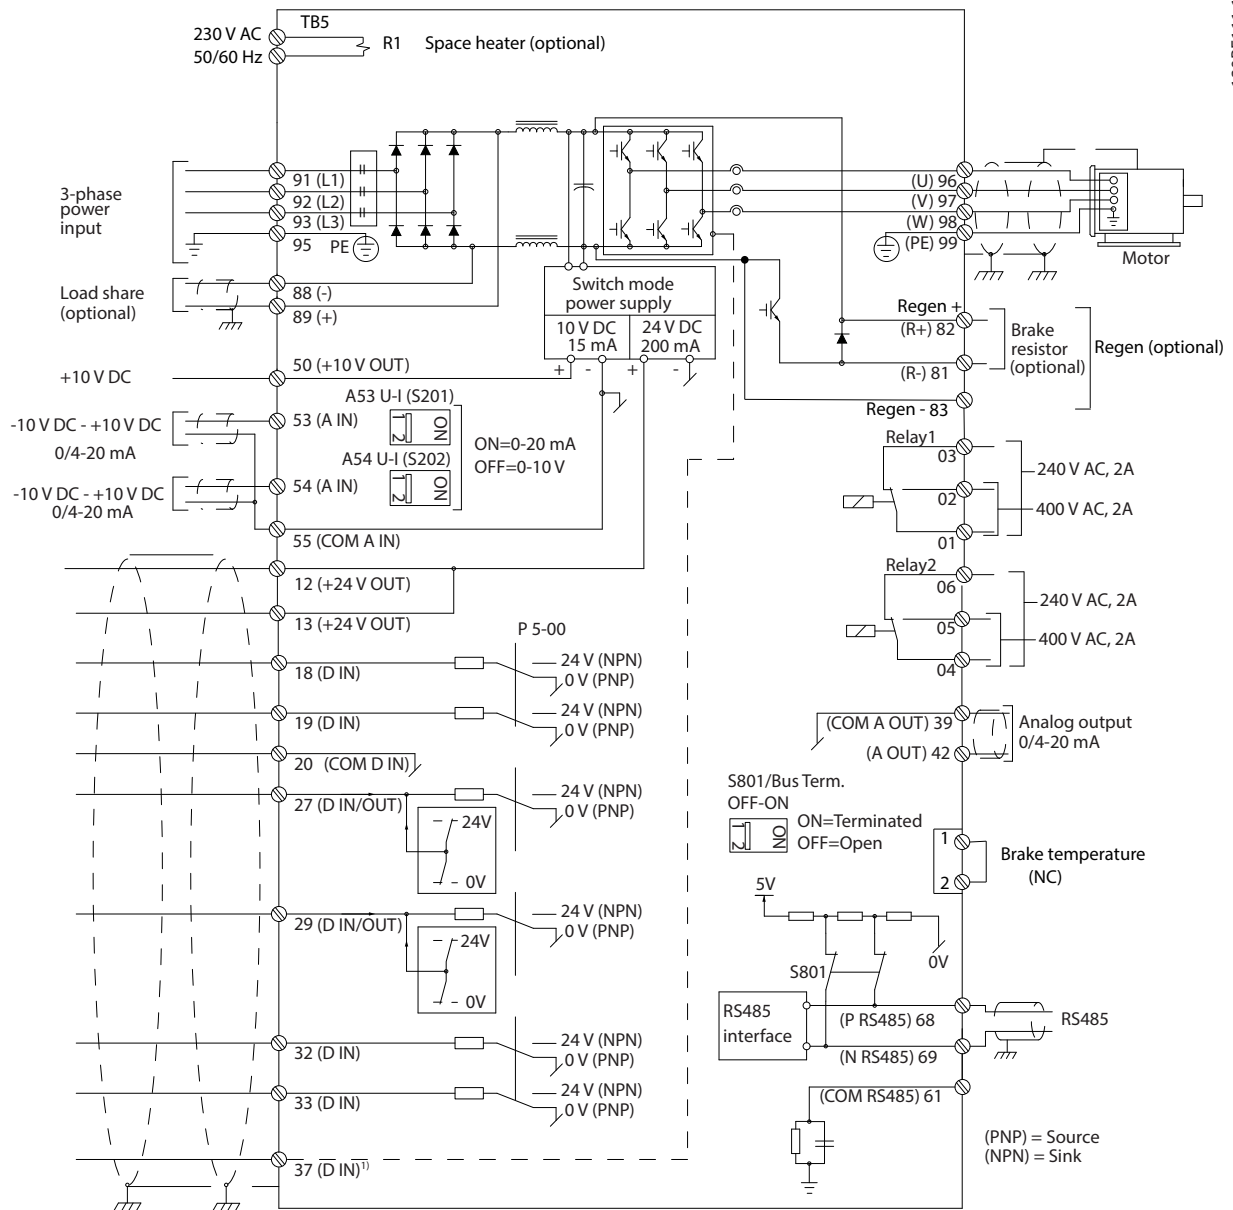 TB5
230 V AC
50/60 Hz
R1
Space heater (optional)
3-phase
power
input
91 (L1)
92 (L2)
93 (L3)
95
PE
(U) 96
(V) 97
(W) 98
(PE) 99
Motor
Load share
(optional)
88 (-)
89 (+)
Switch mode
power supply
10 V DC
15 mA
24 V DC
200 mA
+ - + -
Regen +
(R+) 82
Brake
resistor
(optional)
Regen (optional)
(R-) 81
Regen - 83
+10 V DC
50 (+10 V OUT)
A53 U-I (S201)
1 2
ON
53 (A IN)
-10 V DC - +10 V DC
0/4-20 mA
ON=0-20 mA
OFF=0-10 V
A54 U-I (S202)
1 2
ON
54 (A IN)
-10 V DC - +10 V DC
0/4-20 mA
55 (COM A IN)
Relay1
03
240 V AC, 2A
02
400 V AC, 2A
01
Relay2
06
240 V AC, 2A
05
400 V AC, 2A
04
12 (+24 V OUT)
13 (+24 V OUT)
P 5-00
18 (D IN)
24 V (NPN)
0 V (PNP)
19 (D IN)
24 V (NPN)
0 V (PNP)
20 (COM D IN)
27 (D IN/OUT)
24 V (NPN)
0 V (PNP)
24V
0V
29 (D IN/OUT)
24 V (NPN)
0 V (PNP)
24V
0V
32 (D IN)
24 V (NPN)
0 V (PNP)
33 (D IN)
24 V (NPN)
0 V (PNP)
37 (D IN)1)
(COM A OUT) 39
(A OUT) 42
Analog output
0/4-20 mA
S801/Bus Term.
OFF-ON
1 2
ON
ON=Terminated
OFF=Open
1
2
Brake temperature
(NC)
5V
0V
S801
RS485
interface
(P RS485) 68
(N RS485) 69
RS485
(COM RS485) 61
(PNP) = Source
(NPN) = Sink